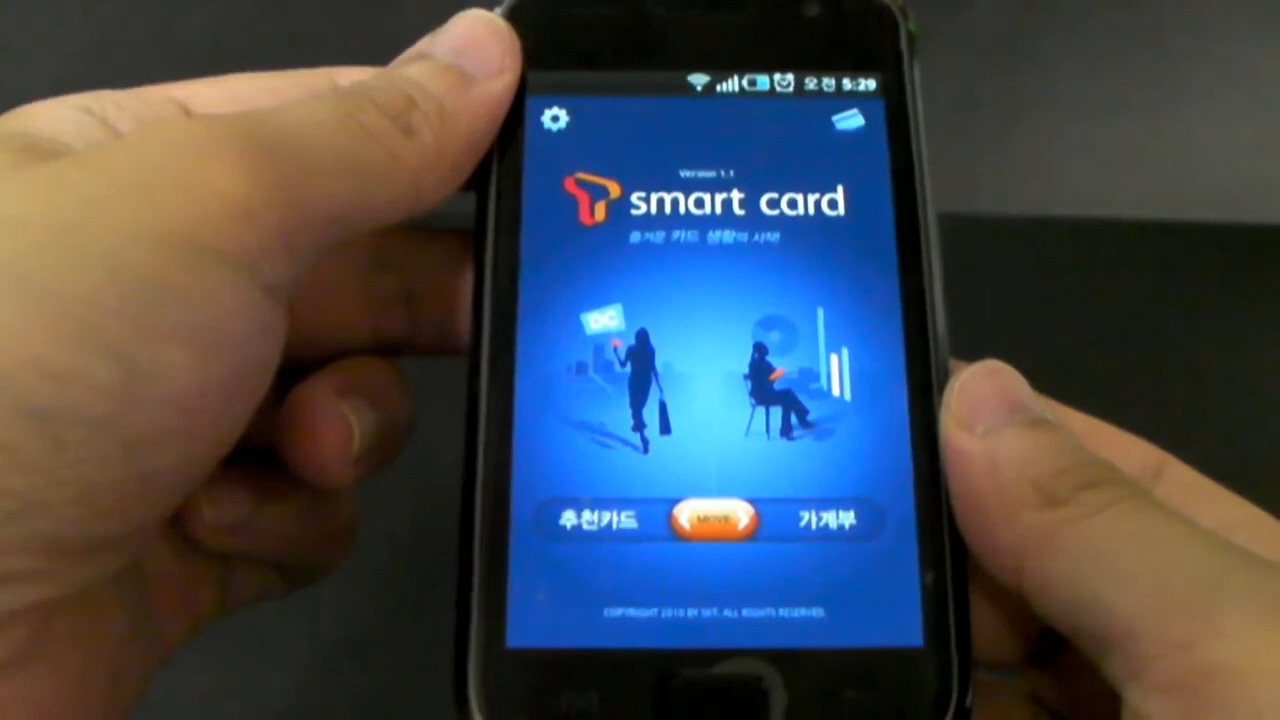 오전 5:29
Version 1.1
smart card
즐거운 카드 생활의 시작!
DC
추천카드
MOVE
가계부
COPYRIGHT 2010 BY SKT. ALL RIGHTS RESERVED.